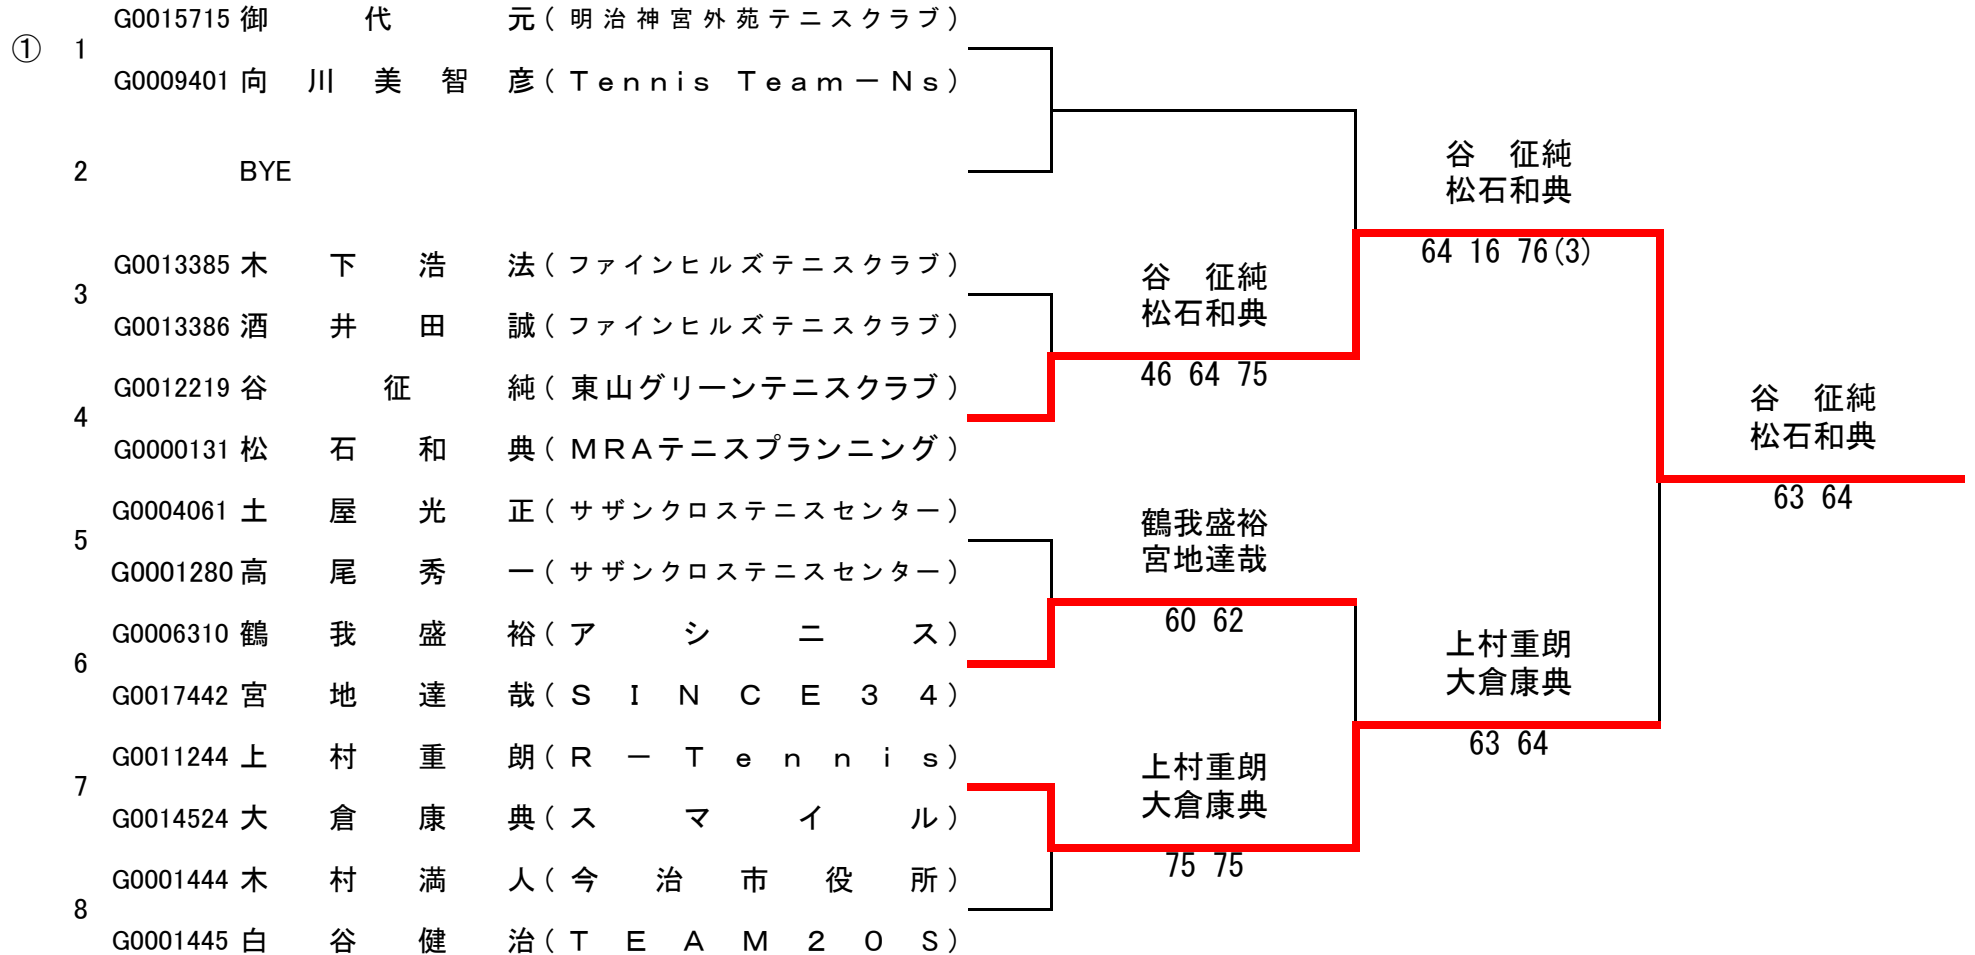 G0015715 御代元(明治神宮外苑テニスクラブ)
① 1
G0009401 向川美智彦(Tennis Team－Ns)
2 BYE
G0013385 木下浩法(ファインヒルズテニスクラブ)
3
G0013386 酒井田誠(ファインヒルズテニスクラブ)
G0012219 谷征純(東山グリーンテニスクラブ)
4
G0000131 松石和典(MRAテニスプランニング)
G0004061 土屋光正(サザンクロステニスセンター)
5
G0001280 高尾秀一(サザンクロステニスセンター)
G0006310 鶴我盛裕(アシニス)
6
G0017442 宮地達哉(SINCE34)
G0011244 上村重朗(R－Tennis)
7
G0014524 大倉康典(スマイル)
G0001444 木村満人(今治市役所)
8
G0001445 白谷健治(TEAM20S)
谷　征純
松石和典
46 64 75
鶴我盛裕
宮地達哉
60 62
上村重朗
大倉康典
75 75
谷　征純
松石和典
64 16 76(3)
上村重朗
大倉康典
63 64
谷　征純
松石和典
63 64